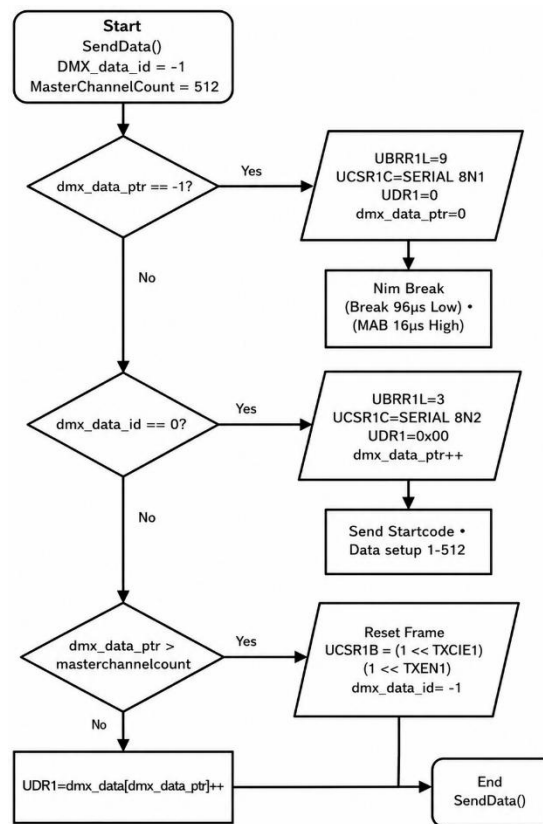 Start
SendData()
DMX_data_id = -1
MasterChannelCount = 512
dmx_data_ptr == -1?
Yes
UBRR1L=9
UCSR1C=SERIAL 8N1
UDR1=0
dmx_data_ptr=0
No
Nim Break
(Break 96µs Low) •
(MAB 16µs High)
dmx_data_id == 0?
Yes
UBRR1L=3
UCSR1C=SERIAL 8N2
UDR1=0x00
dmx_data_ptr++
No
Send Startcode •
Data setup 1-512
dmx_data_ptr >
masterchannelcount
Yes
Reset Frame
UCSR1B = (1 << TXCIE1)
(1 << TXEN1)
dmx_data_id= -1
No
UDR1=dmx_data[dmx_data_ptr]++
End
SendData()